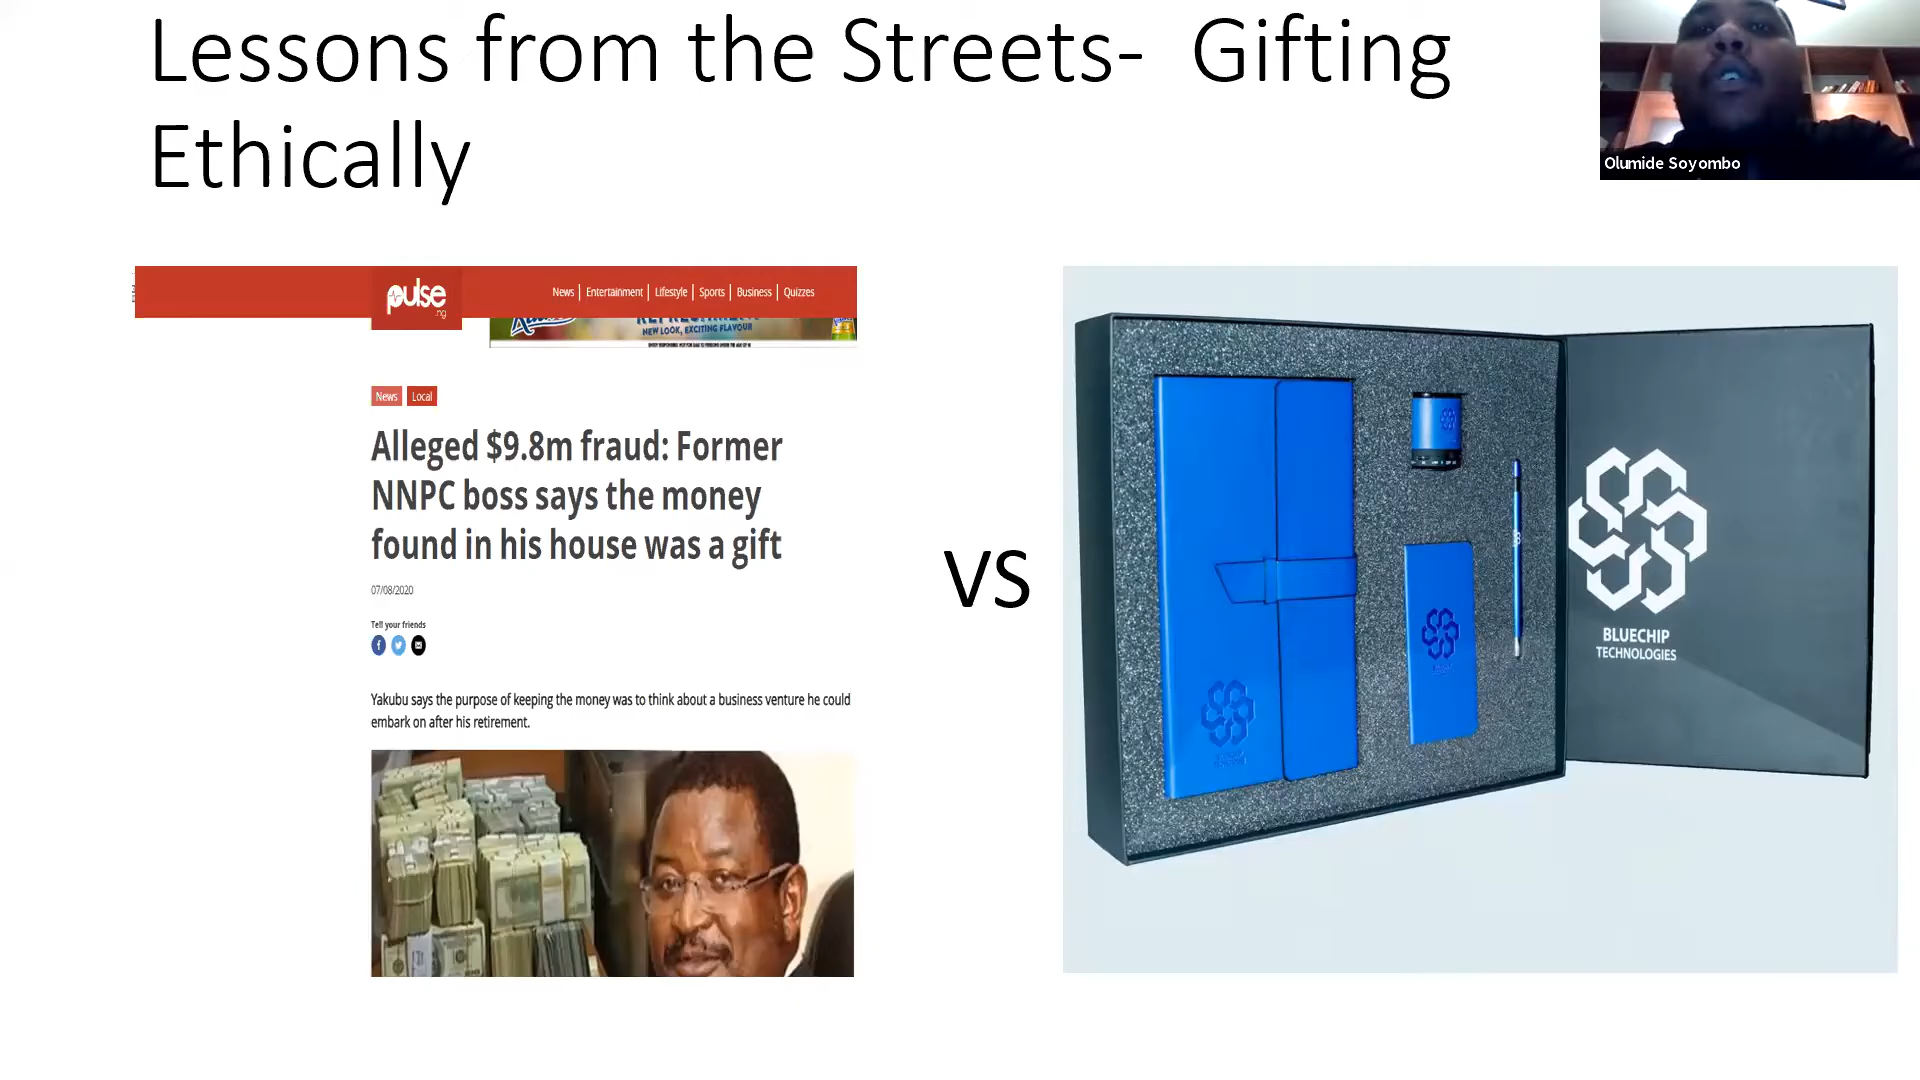 Lessons from the Streets-  Gifting
Ethically
Olumide Soyombo
pulse
.ng
News | Entertainment | Lifestyle | Sports | Business | Quizzes
NEW LOOK, EXCITING FLAVOUR
News Local
Alleged $9.8m fraud: Former
NNPC boss says the money
found in his house was a gift
07/08/2020
Tell your friends
Yakubu says the purpose of keeping the money was to think about a business venture he could
embark on after his retirement.
VS
BLUECHIP
TECHNOLOGIES